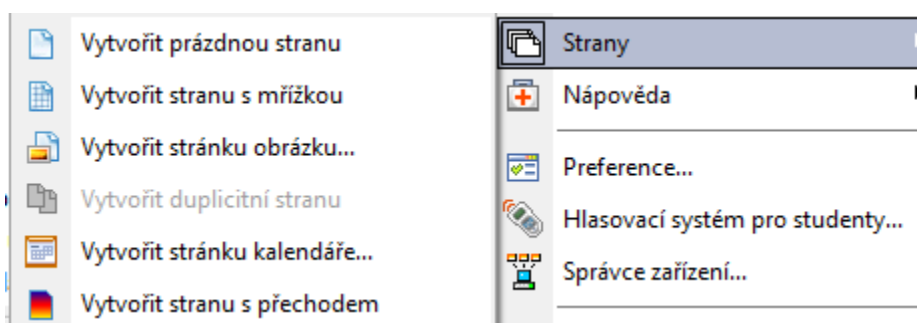 Vytvořit prázdnou stranu
Vytvořit stranu s mřížkou
Vytvořit stránku obrázku...
Vytvořit duplicitní stranu
Vytvořit stránku kalendáře...
Vytvořit stranu s přechodem
Strany
Nápověda
Preference...
Hlasovací systém pro studenty...
Správce zařízení...